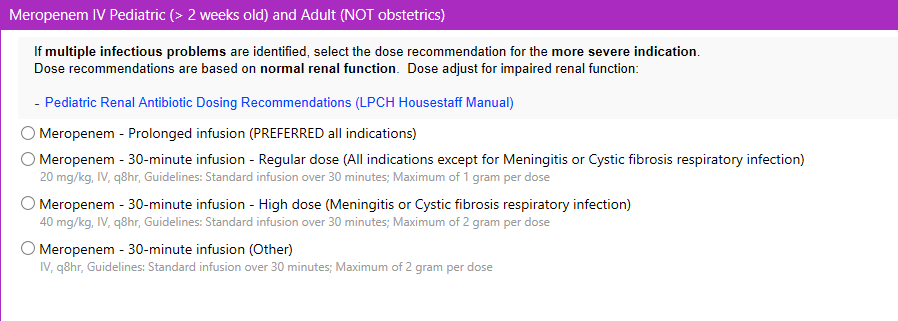 Meropenem IV Pediatric (> 2 weeks old) and Adult (NOT obstetrics)
If multiple infectious problems are identified, select the dose recommendation for the more severe indication.
Dose recommendations are based on normal renal function.  Dose adjust for impaired renal function:
- Pediatric Renal Antibiotic Dosing Recommendations (LPCH Housestaff Manual)
Meropenem - Prolonged infusion (PREFERRED all indications)
Meropenem - 30-minute infusion - Regular dose (All indications except for Meningitis or Cystic fibrosis respiratory infection)
20 mg/kg, IV, q8hr, Guidelines: Standard infusion over 30 minutes; Maximum of 1 gram per dose
Meropenem - 30-minute infusion - High dose (Meningitis or Cystic fibrosis respiratory infection)
40 mg/kg, IV, q8hr, Guidelines: Standard infusion over 30 minutes; Maximum of 2 gram per dose
Meropenem - 30-minute infusion (Other)
IV, q8hr, Guidelines: Standard infusion over 30 minutes; Maximum of 2 gram per dose